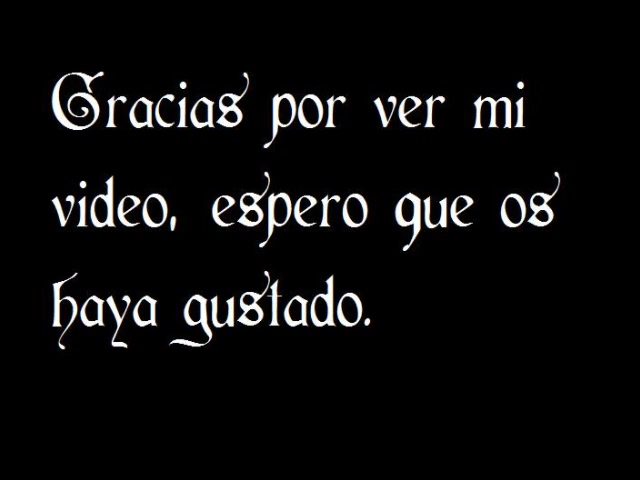 Gracias por ver mi
video, espero que os
haya gustado.